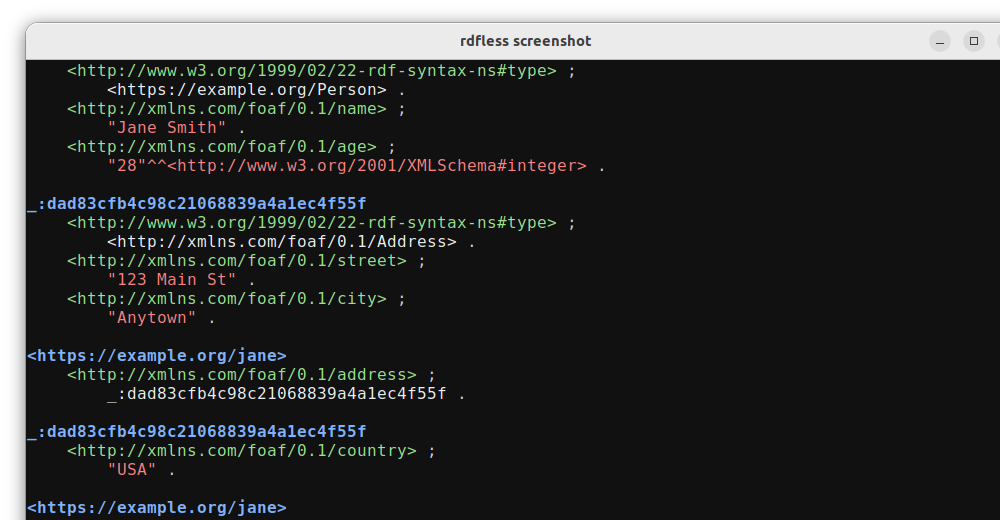 rdfless screenshot
<http://www.w3.org/1999/02/22-rdf-syntax-ns#type> ;
<https://example.org/Person> .
<http://xmlns.com/foaf/0.1/name> ;
"Jane Smith" .
<http://xmlns.com/foaf/0.1/age> ;
"28"^^<http://www.w3.org/2001/XMLSchema#integer> .
_:dad83cfb4c98c21068839a4a1ec4f55f
<http://www.w3.org/1999/02/22-rdf-syntax-ns#type> ;
<http://xmlns.com/foaf/0.1/Address> .
<http://xmlns.com/foaf/0.1/street> ;
"123 Main St" .
<http://xmlns.com/foaf/0.1/city> ;
"Anytown" .
<https://example.org/jane>
<http://xmlns.com/foaf/0.1/address> ;
_:dad83cfb4c98c21068839a4a1ec4f55f .
_:dad83cfb4c98c21068839a4a1ec4f55f
<http://xmlns.com/foaf/0.1/country> ;
"USA" .
<https://example.org/jane>